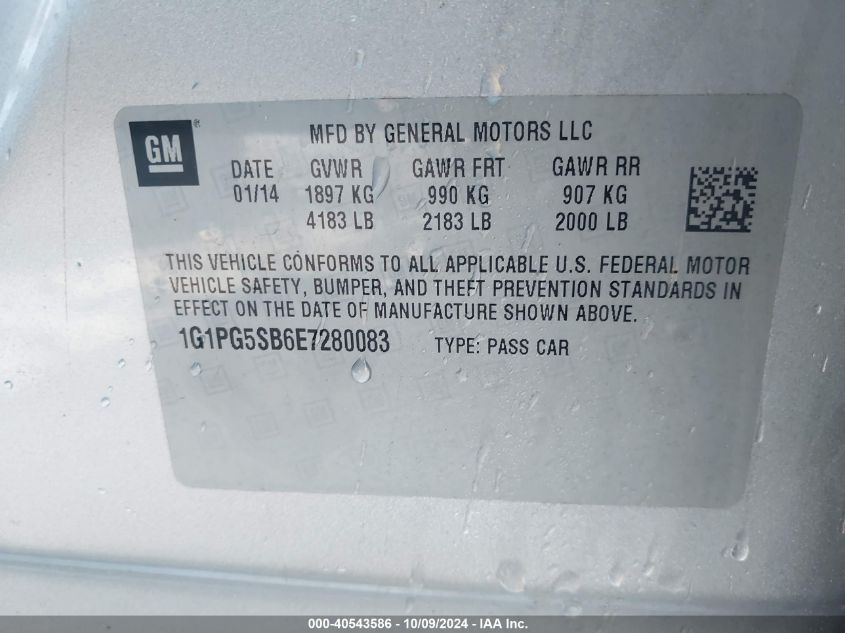 GM®
MFD BY GENERAL MOTORS LLC
DATE GVWR GAWR FRT GAWR RR
01/14 1897 KG 990 KG 907 KG
4183 LB 2183 LB 2000 LB
THIS VEHICLE CONFORMS TO ALL APPLICABLE U.S. FEDERAL MOTOR
VEHICLE SAFETY, BUMPER, AND THEFT PREVENTION STANDARDS IN
EFFECT ON THE DATE OF MANUFACTURE SHOWN ABOVE.
1G1PG5SB6E7280083 TYPE: PASS CAR
000-40543586 - 10/09/2024 - Copyright IAA, Inc.